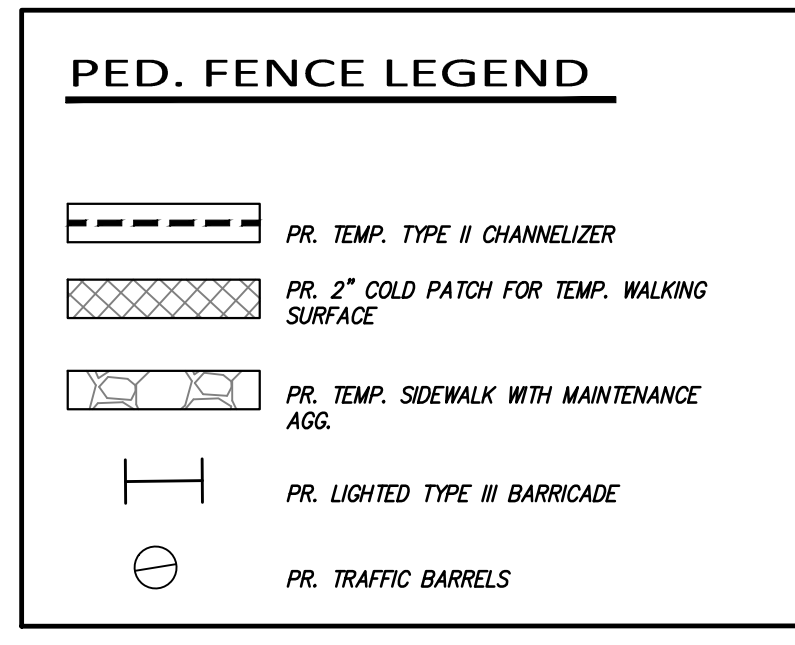 PED. FENCE LEGEND
PR. TEMP. TYPE II CHANNELIZER
PR. 2" COLD PATCH FOR TEMP. WALKING
SURFACE
PR. TEMP. SIDEWALK WITH MAINTENANCE
AGG.
PR. LIGHTED TYPE III BARRICADE
PR. TRAFFIC BARRELS